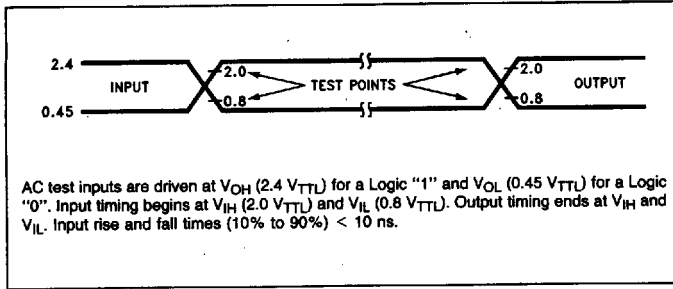 2.4
INPUT
2.0
0.8
0.45
TEST POINTS
2.0
0.8
OUTPUT
AC test inputs are driven at VOH (2.4 VTTL) for a Logic "1" and VOL (0.45 VTTL) for a Logic
"0". Input timing begins at VIH (2.0 VTTL) and VIL (0.8 VTTL). Output timing ends at VIH and
VIL. Input rise and fall times (10% to 90%) < 10 ns.